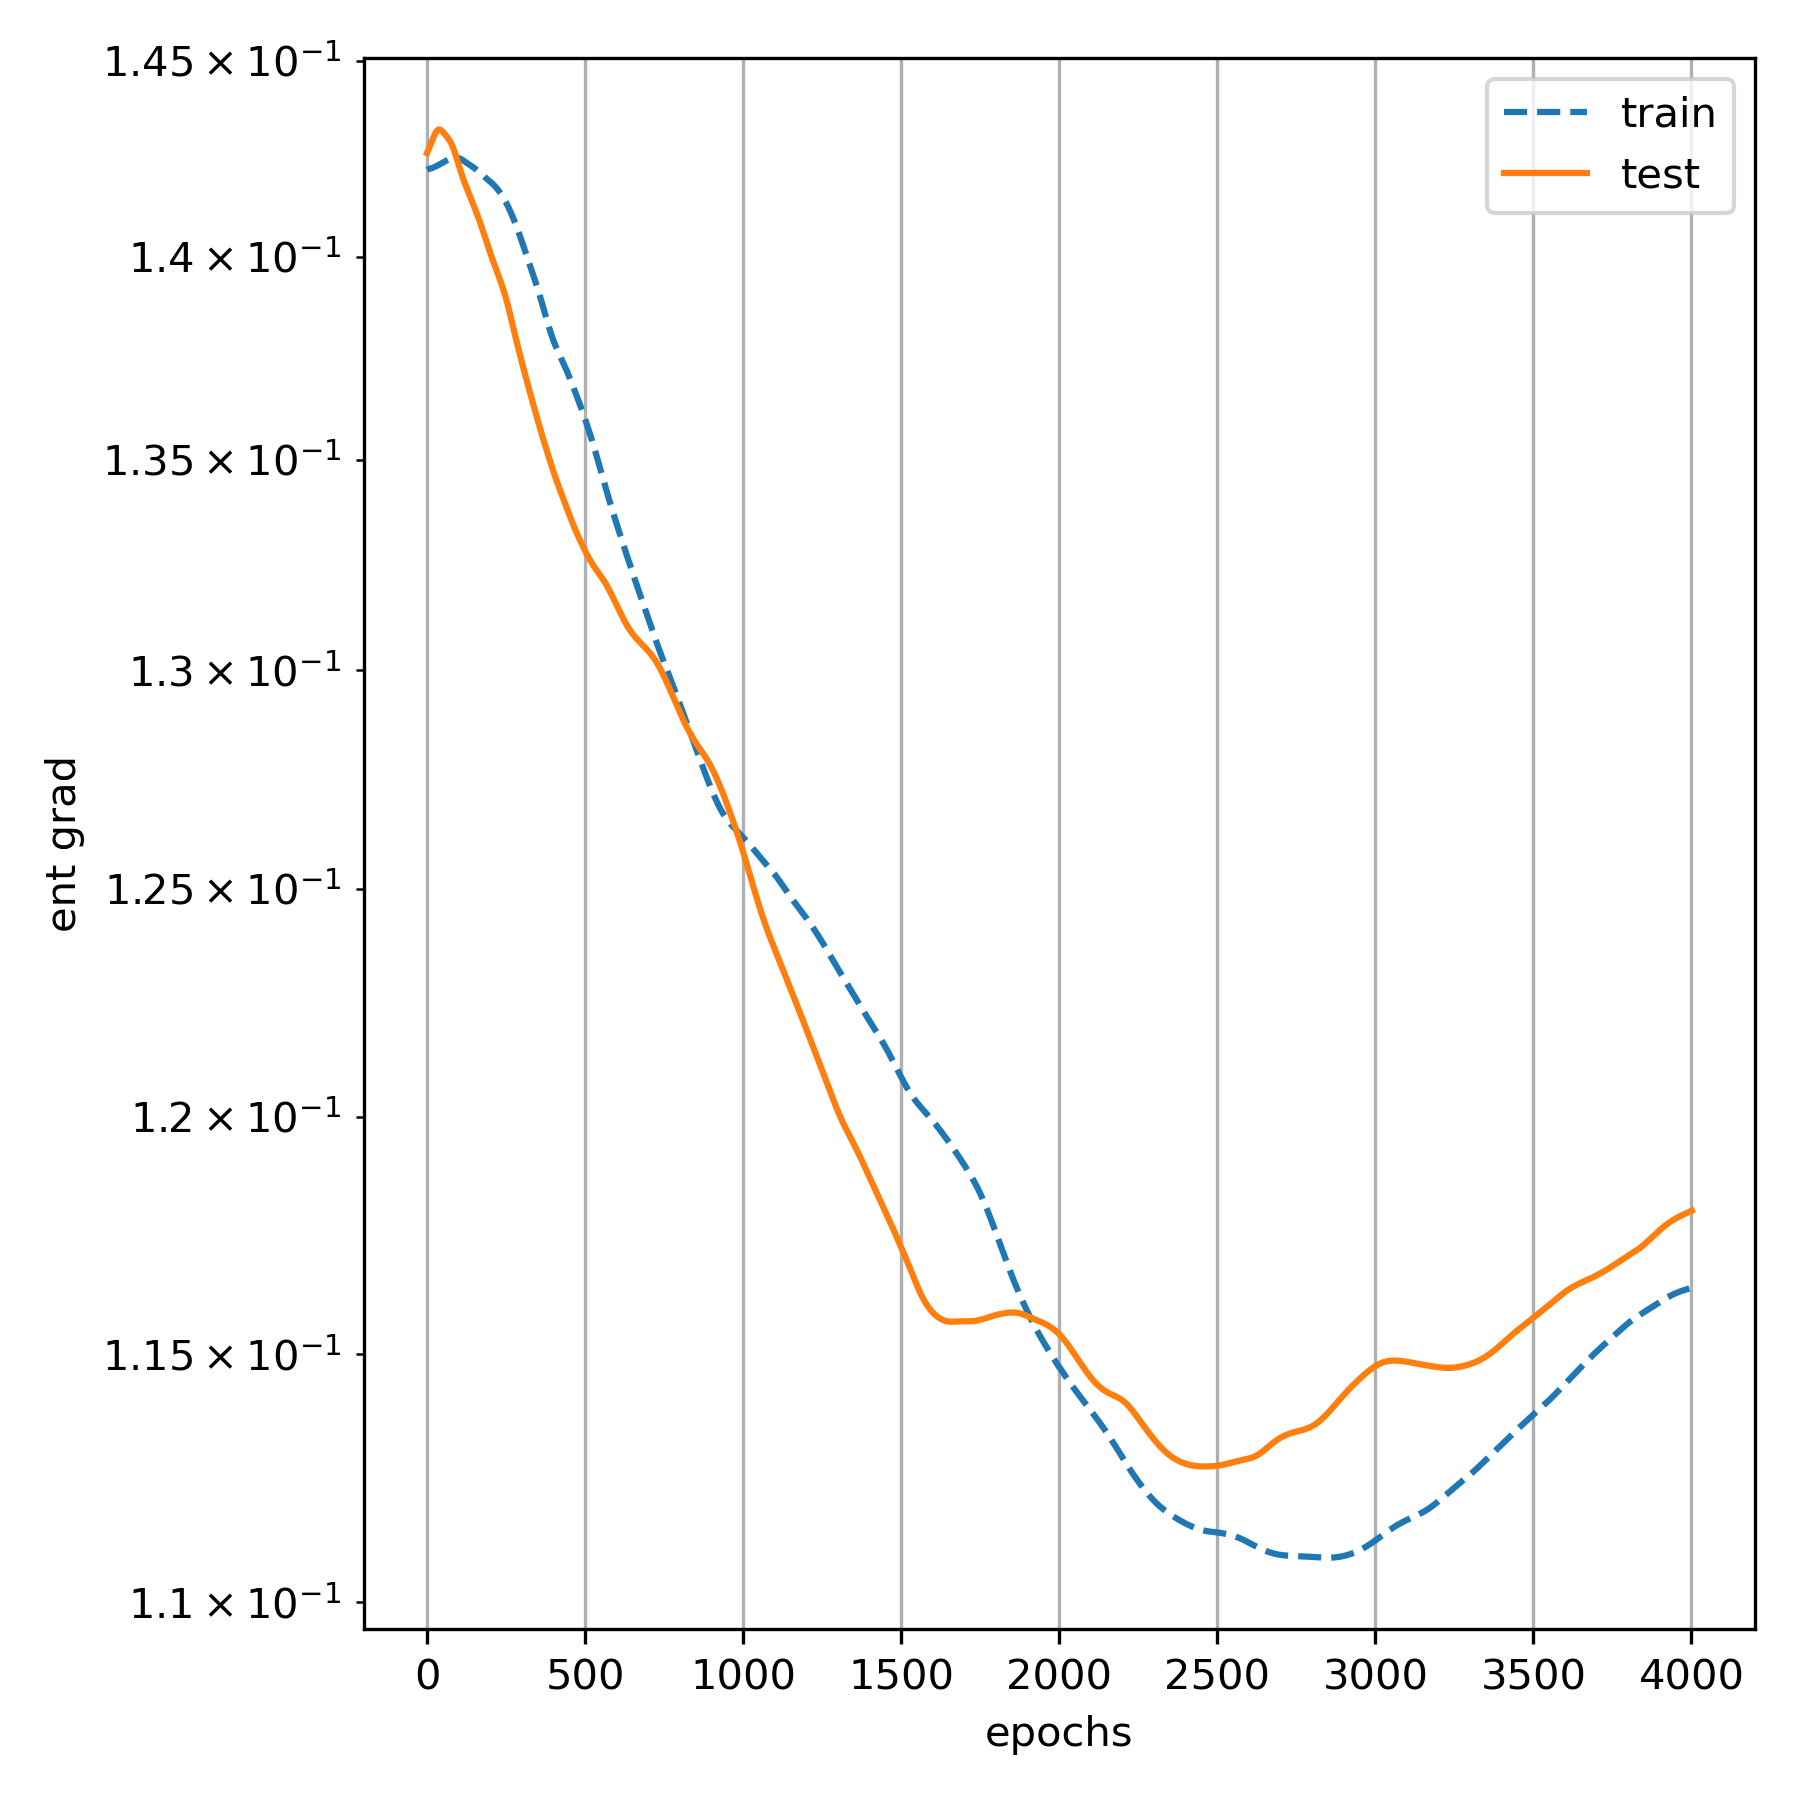 1.45 × 10⁻¹
1.4 × 10⁻¹
1.35 × 10⁻¹
1.3 × 10⁻¹
1.25 × 10⁻¹
1.2 × 10⁻¹
1.15 × 10⁻¹
1.1 × 10⁻¹
ent grad
train
test
0 500 1000 1500 2000 2500 3000 3500 4000
epochs